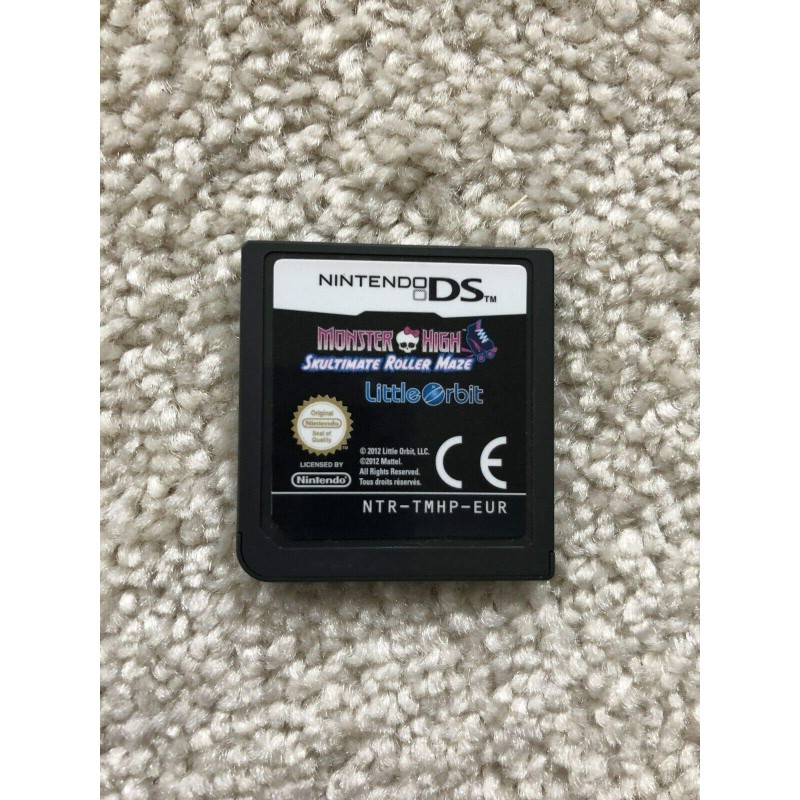 NINTENDO DS™
MONSTER HIGH
SKULTIMATE ROLLER MAZE
Little Orbit
Original
Nintendo
Seal of
Quality
™
LICENSED BY
Nintendo
© 2012 Little Orbit, LLC.
©2012 Mattel.
All Rights Reserved.
Tous droits réservés.
CE
NTR-TMHP-EUR